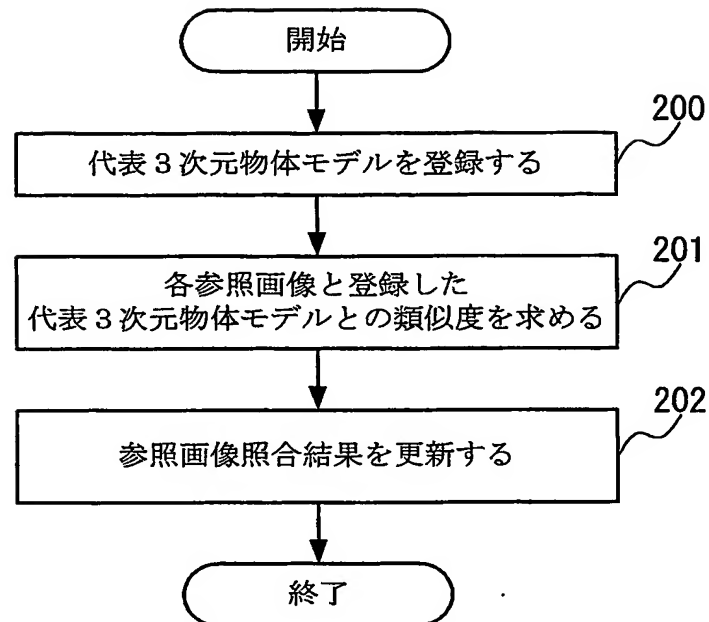 開始
200
代表3次元物体モデルを登録する
201
各参照画像と登録した
代表3次元物体モデルとの類似度を求める
202
参照画像照合結果を更新する
終了